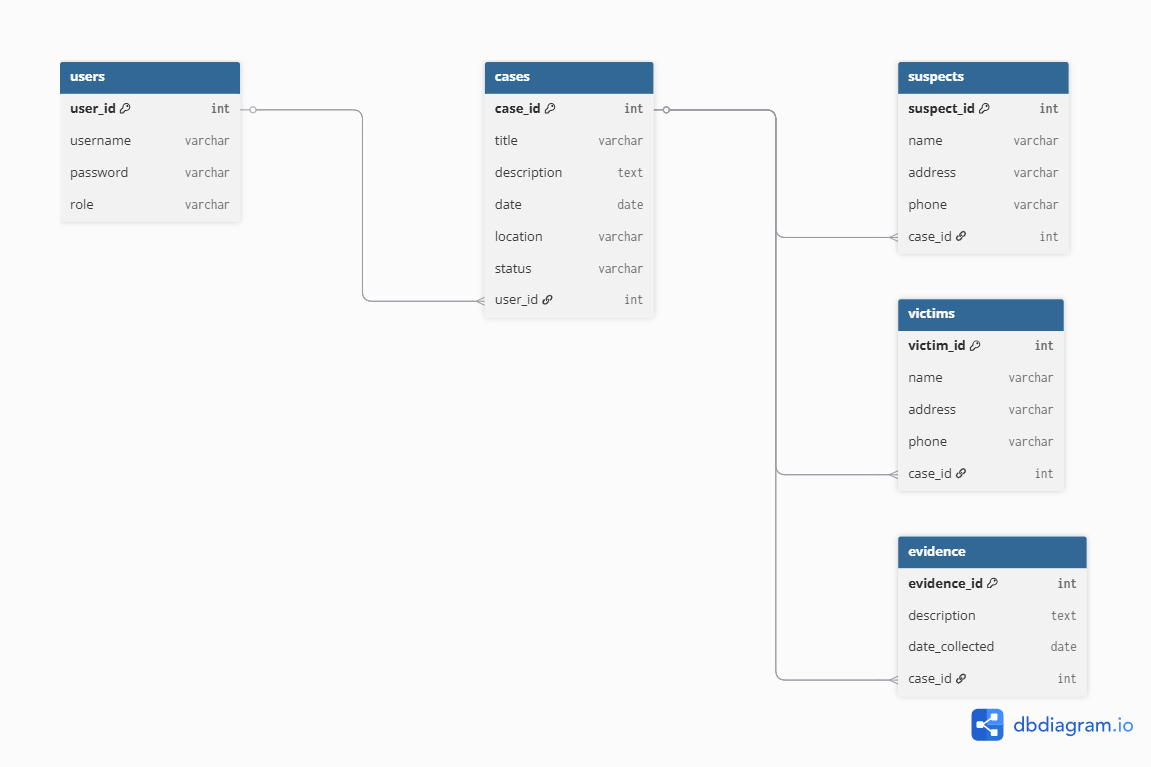 users
user_id int
username varchar
password varchar
role varchar
cases
case_id int
title varchar
description text
date date
location varchar
status varchar
user_id int
suspects
suspect_id int
name varchar
address varchar
phone varchar
case_id int
victims
victim_id int
name varchar
address varchar
phone varchar
case_id int
evidence
evidence_id int
description text
date_collected date
case_id int
dbdiagram.io